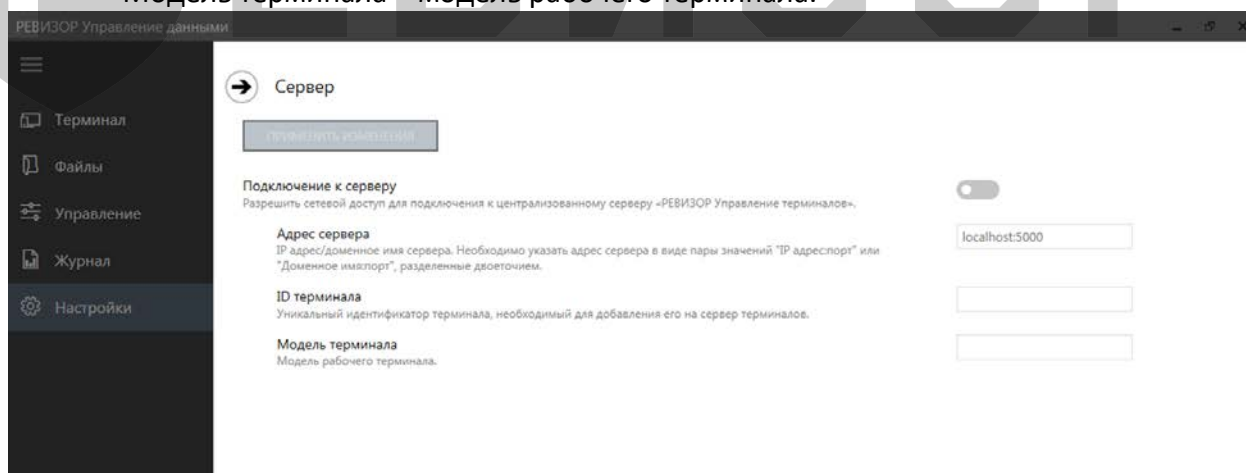 Модель терминала – модель рабочего терминала.
РЕВИЗОР Управление данными
Сервер
Терминал
ПРИМЕНИТЬ ИЗМЕНЕНИЯ
Файлы
Подключение к серверу
Разрешить сетевой доступ для подключения к централизованному серверу «РЕВИЗОР Управление терминалов».
Управление
Адрес сервера
localhost:5000
IP адрес/доменное имя сервера. Необходимо указать адрес сервера в виде пары значений "IP адрес:порт" или
"Доменное имя:порт", разделенные двоеточием.
Журнал
ID терминала
Настройки
Уникальный идентификатор терминала, необходимый для добавления его на сервер терминалов.
Модель терминала
Модель рабочего терминала.